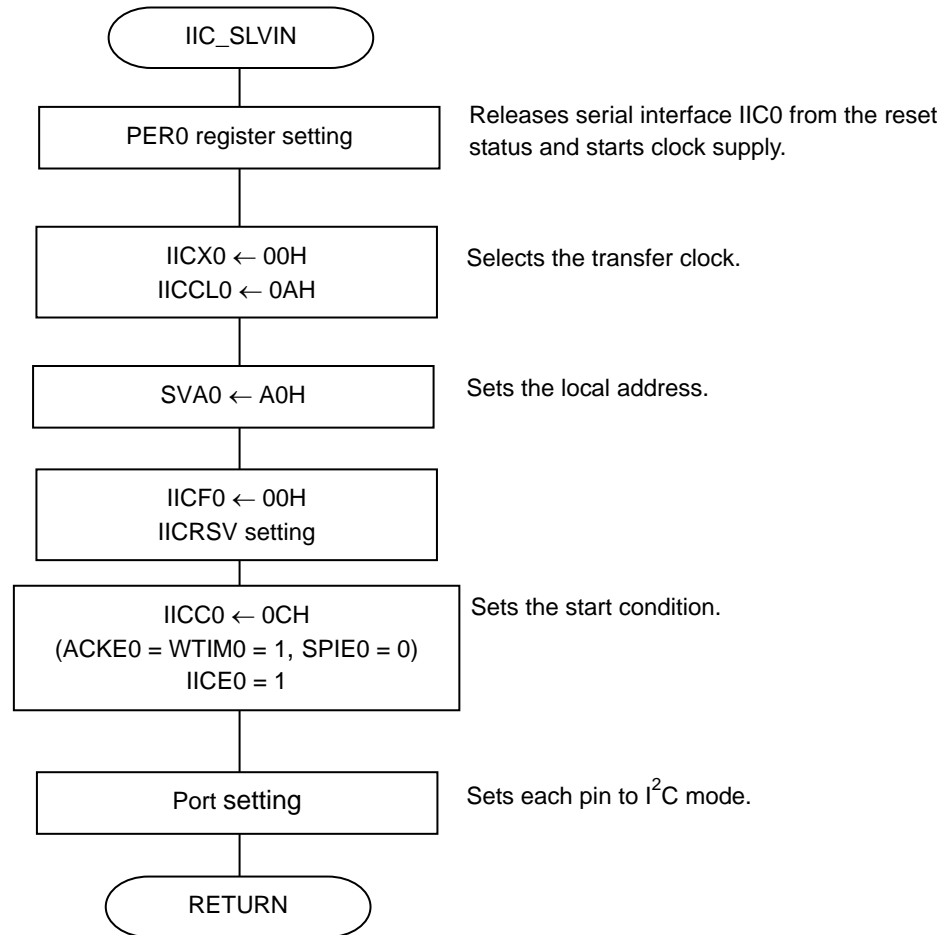 IIC_SLVIN
PER0 register setting
Releases serial interface IIC0 from the reset
status and starts clock supply.
IICX0 ← 00H
IICCL0 ← 0AH
Selects the transfer clock.
SVA0 ← A0H
Sets the local address.
IICF0 ← 00H
IICRSV setting
IICC0 ← 0CH
(ACKE0 = WTIM0 = 1, SPIE0 = 0)
IICE0 = 1
Sets the start condition.
Port setting
Sets each pin to I²C mode.
RETURN